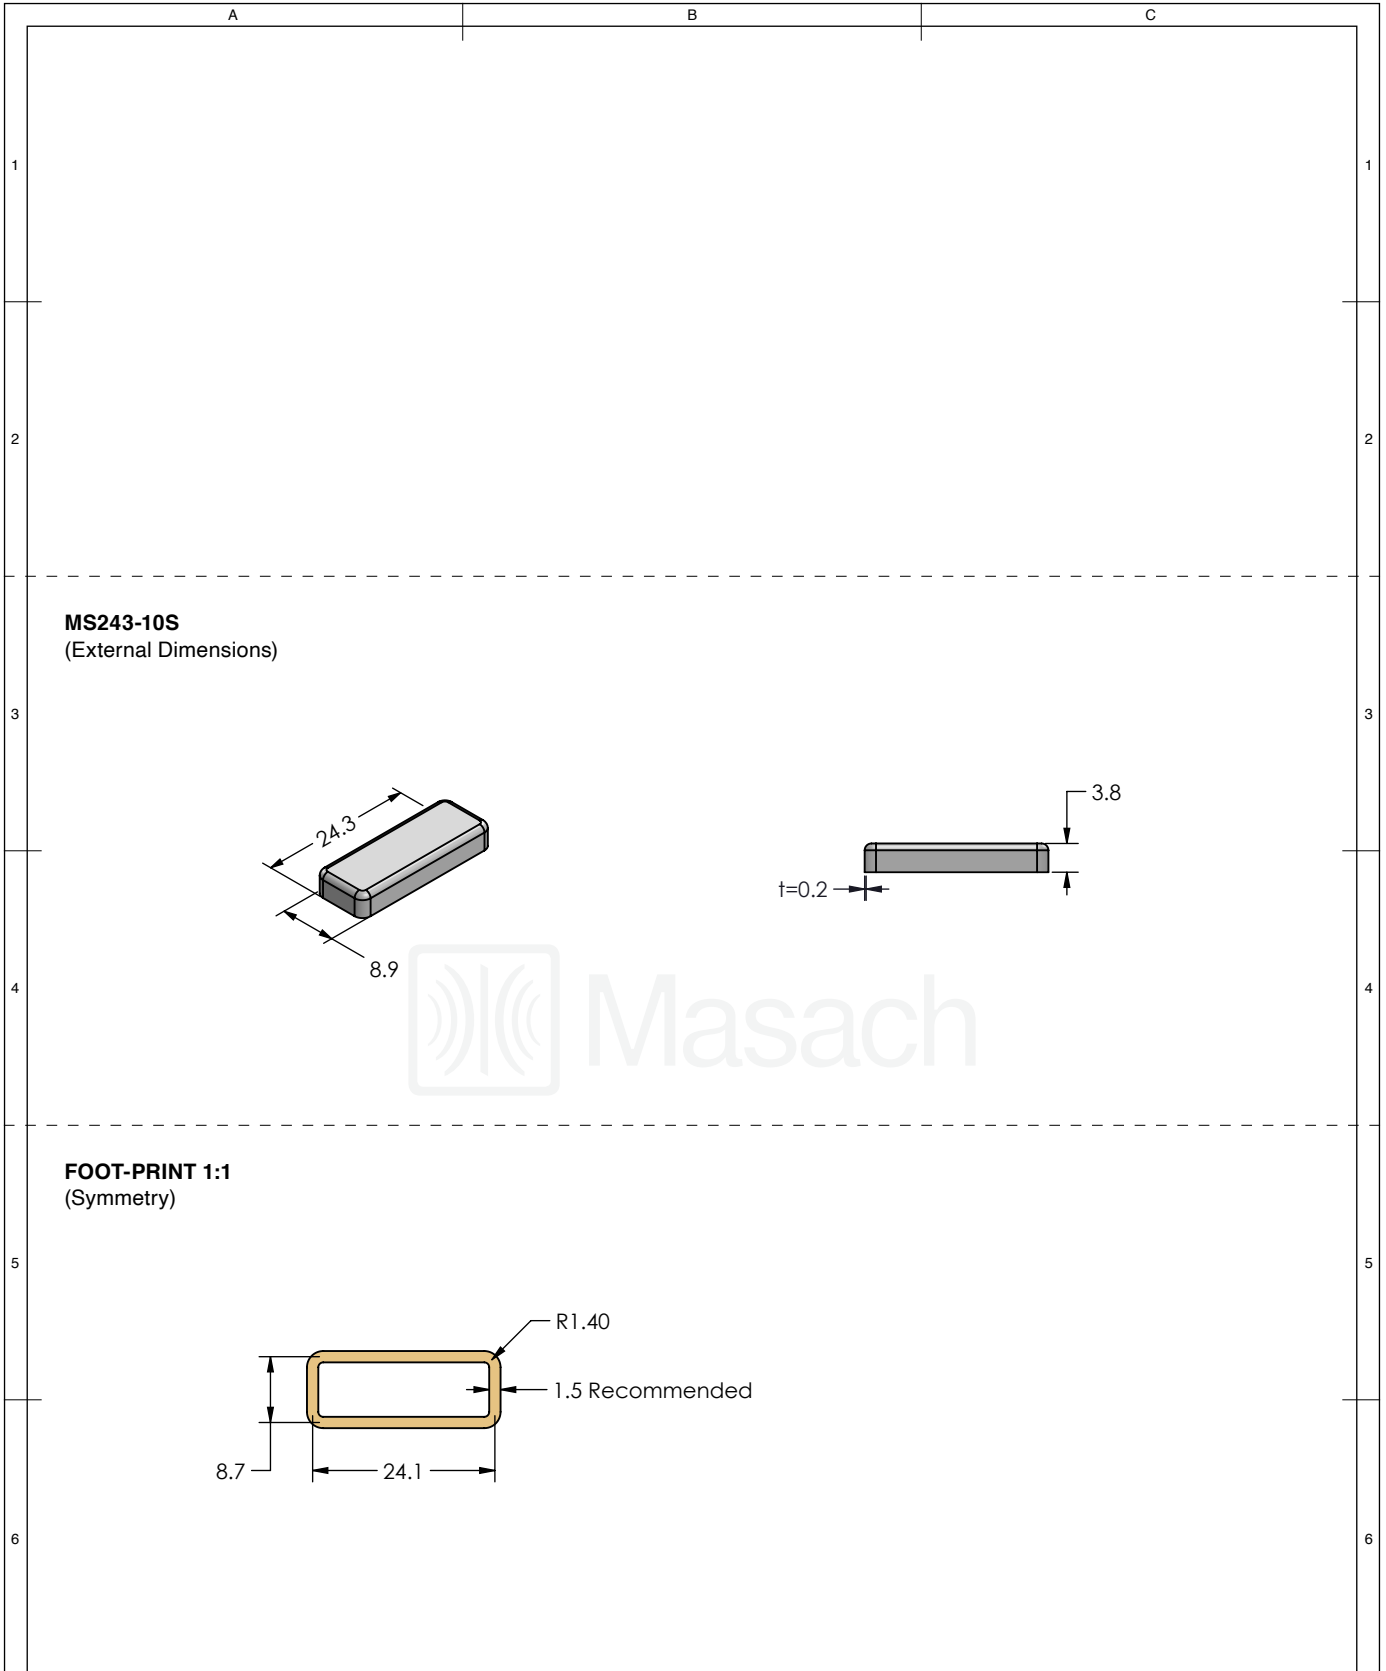 A B C
1 1
2 2
MS243-10S
(External Dimensions)
3 3
24.3
3.8
t=0.2
8.9
Masach
4 4
FOOT-PRINT 1:1
(Symmetry)
5 5
R1.40
1.5 Recommended
8.7
24.1
6 6